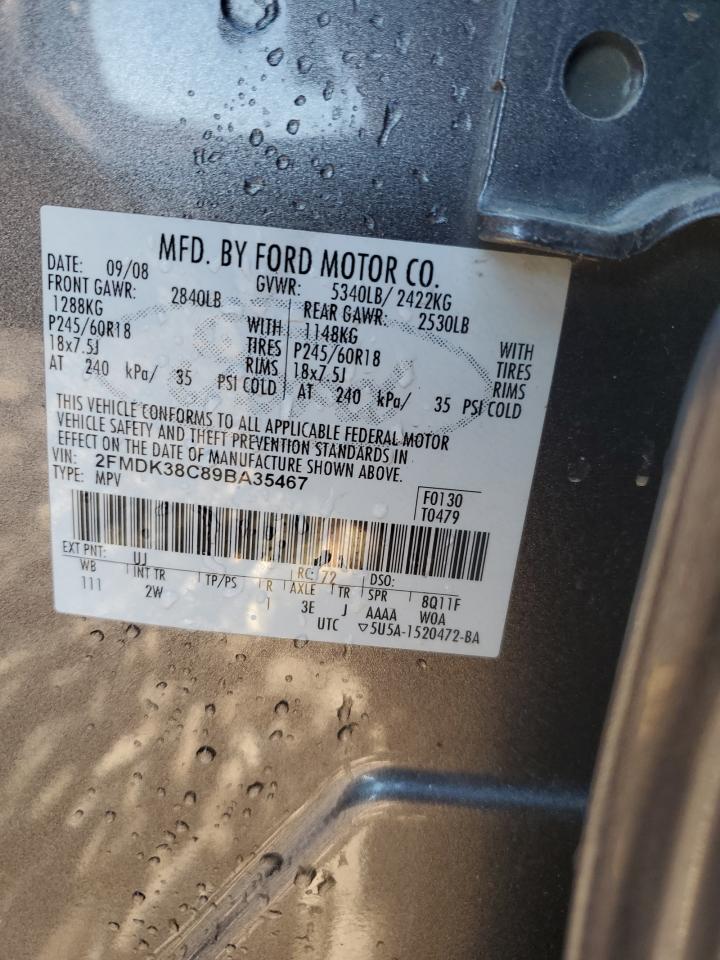 MFD. BY FORD MOTOR CO.
DATE: 09/08 GVWR: 5340LB/ 2422KG
FRONT GAWR: 2840LB REAR GAWR: 2530LB
1288KG WITH 1148KG WITH
P245/60R18 TIRES P245/60R18 TIRES
18x7.5J RIMS 18x7.5J RIMS
AT 240 kPa/ 35 PSI COLD AT 240 kPa/ 35 PSI COLD
THIS VEHICLE CONFORMS TO ALL APPLICABLE FEDERAL MOTOR
VEHICLE SAFETY AND THEFT PREVENTION STANDARDS IN
EFFECT ON THE DATE OF MANUFACTURE SHOWN ABOVE.
VIN: 2FMDK38C89BA35467
TYPE: MPV
F0130
T0479
EXT PNT: UJ RC: 72 DSO:
WB INT TR TP/PS R AXLE TR SPR 8Q11F
111 2W 1 3E J AAAA WOA
UTC ▽5U5A-1520472-BA